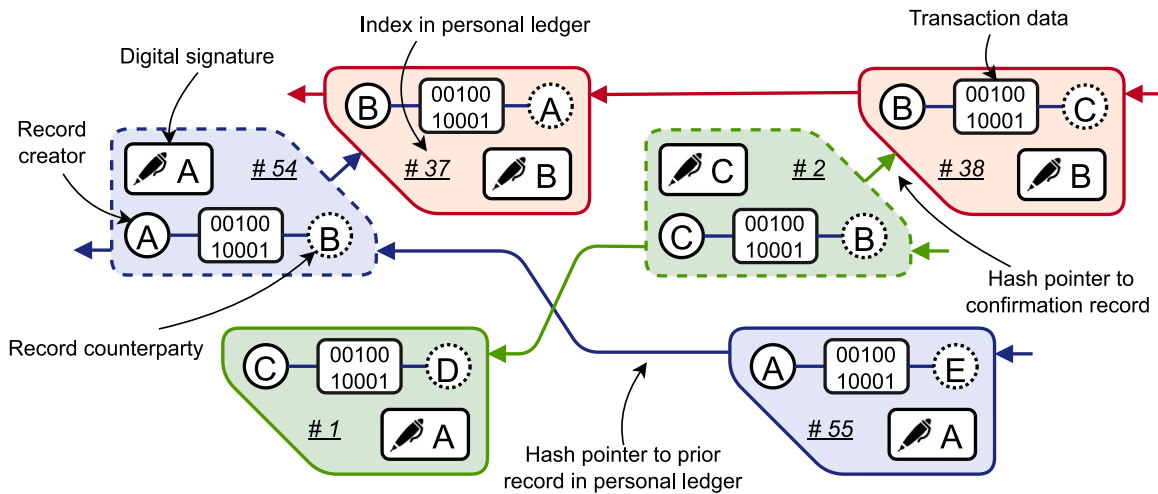 Index in personal ledger
Transaction data
Digital signature
Record
creator
B
00100
10001
A
# 37
B
B
00100
10001
C
# 38
B
A
# 54
A
00100
10001
B
C
# 2
C
00100
10001
B
Hash pointer to
confirmation record
Record counterparty
C
00100
10001
D
# 1
A
A
00100
10001
E
# 55
A
Hash pointer to prior
record in personal ledger